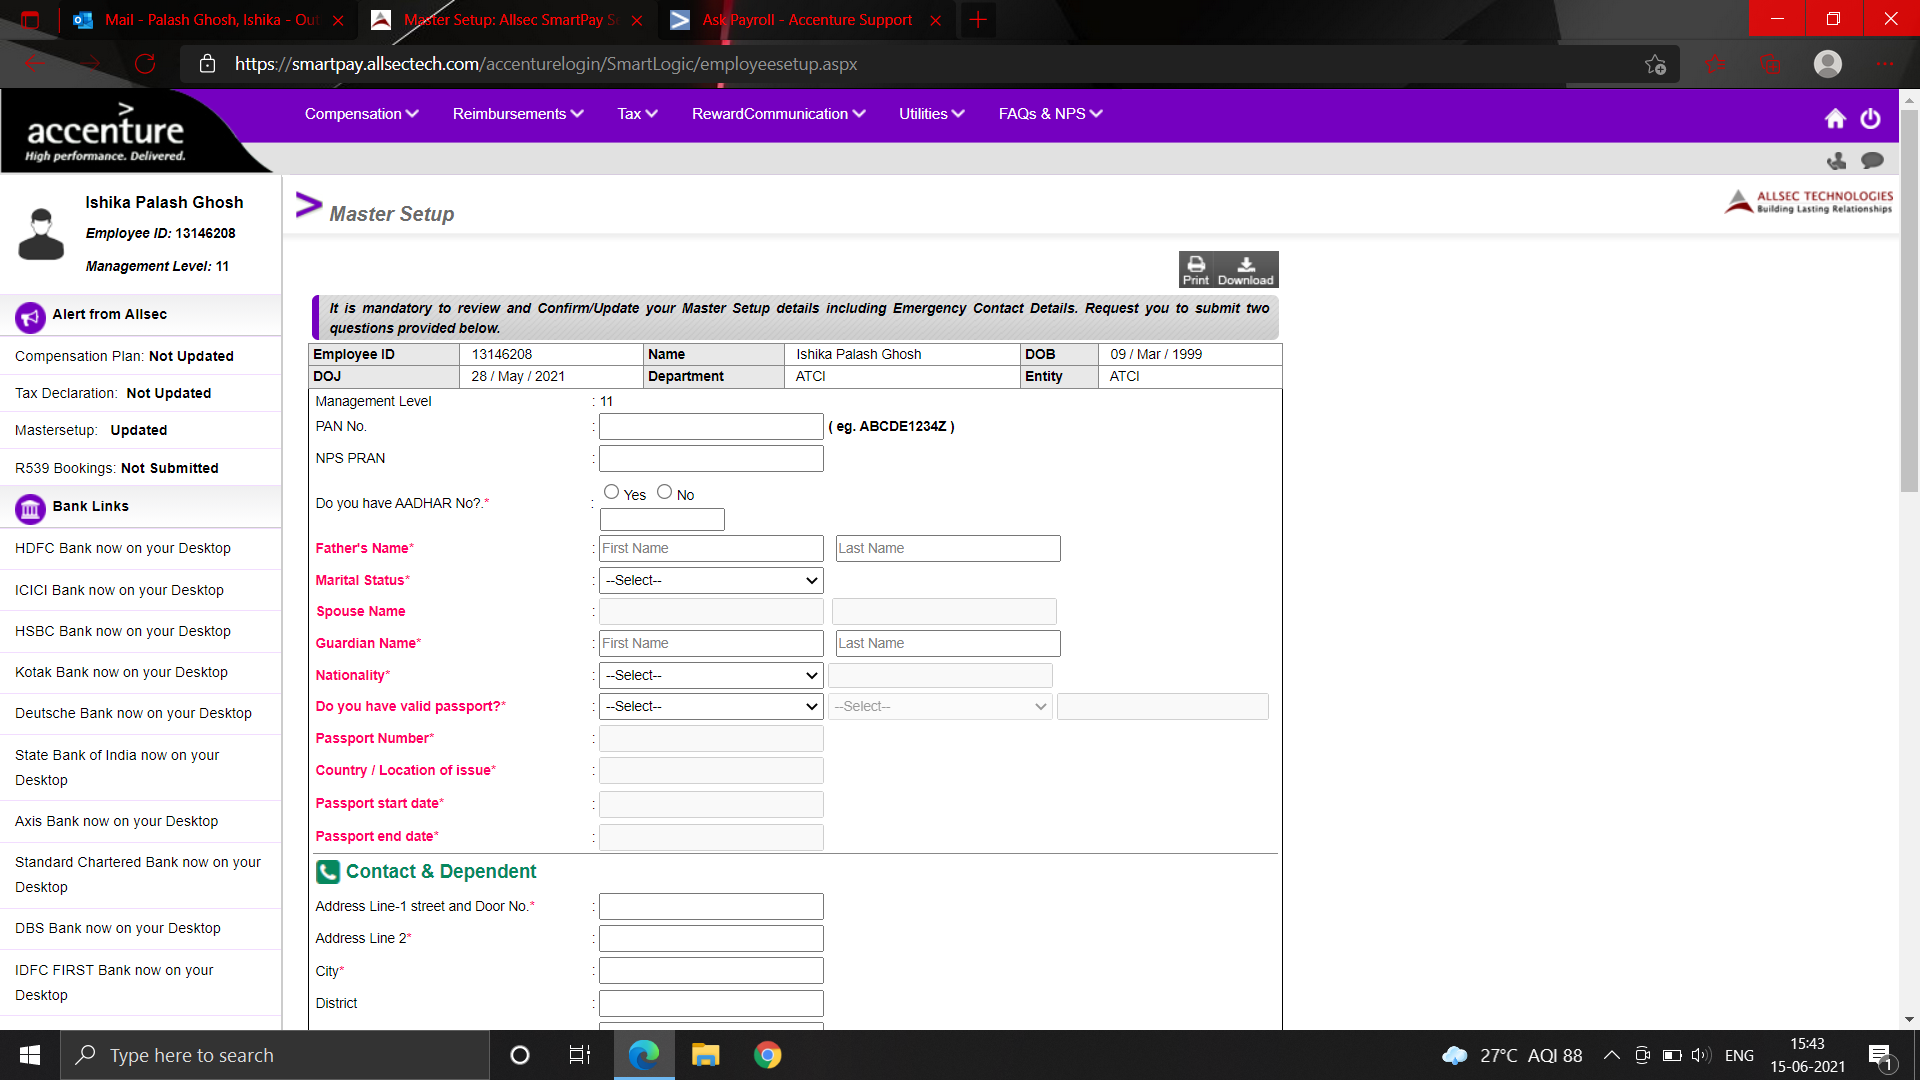 Mail - Palash Ghosh, Ishika - Out
Master Setup: Allsec SmartPay Se
Ask Payroll - Accenture Support
https://smartpay.allsectech.com/accenturelogin/SmartLogic/employeesetup.aspx
accenture
High performance. Delivered.
Compensation
Reimbursements
Tax
RewardCommunication
Utilities
FAQs & NPS
Ishika Palash Ghosh
Employee ID: 13146208
Management Level: 11
Alert from Allsec
Compensation Plan: Not Updated
Tax Declaration: Not Updated
Mastersetup: Updated
R539 Bookings: Not Submitted
Bank Links
HDFC Bank now on your Desktop
ICICI Bank now on your Desktop
HSBC Bank now on your Desktop
Kotak Bank now on your Desktop
Deutsche Bank now on your Desktop
State Bank of India now on your
Desktop
Axis Bank now on your Desktop
Standard Chartered Bank now on your
Desktop
DBS Bank now on your Desktop
IDFC FIRST Bank now on your
Desktop
Master Setup
ALLSEC TECHNOLOGIES
Building Lasting Relationships
Print Download
It is mandatory to review and Confirm/Update your Master Setup details including Emergency Contact Details. Request you to submit two
questions provided below.
Employee ID 13146208 Name Ishika Palash Ghosh DOB 09 / Mar / 1999
DOJ 28 / May / 2021 Department ATCI Entity ATCI
Management Level : 11
PAN No. : ( eg. ABCDE1234Z )
NPS PRAN :
Do you have AADHAR No?.* : Yes No
Father's Name* : First Name Last Name
Marital Status* : --Select--
Spouse Name :
Guardian Name* : First Name Last Name
Nationality* : --Select--
Do you have valid passport?* : --Select-- --Select--
Passport Number* :
Country / Location of issue* :
Passport start date* :
Passport end date* :
Contact & Dependent
Address Line-1 street and Door No.* :
Address Line 2* :
City* :
District :
Type here to search
27°C AQI 88
ENG
15:43
15-06-2021
1